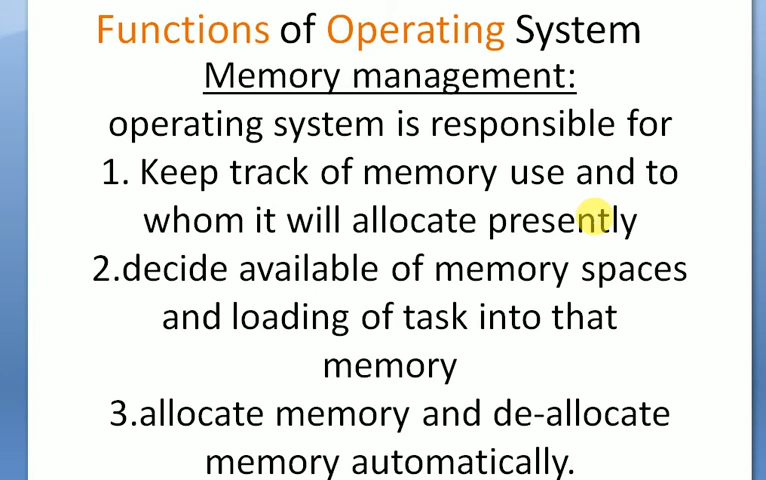 Functions of Operating System
Memory management:
operating system is responsible for
1. Keep track of memory use and to
whom it will allocate presently
2.decide available of memory spaces
and loading of task into that
memory
3.allocate memory and de-allocate
memory automatically.